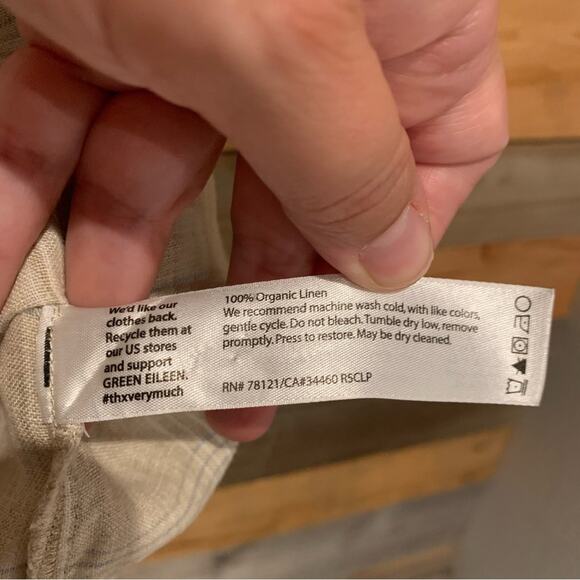 We'd like our
clothes back.
Recycle them at
our US stores
and support
GREEN EILEEN.
#thxverymuch
100% Organic Linen
We recommend machine wash cold, with like colors,
gentle cycle. Do not bleach. Tumble dry low, remove
promptly. Press to restore. May be dry cleaned.
RN# 78121/CA#34460 RSCLP